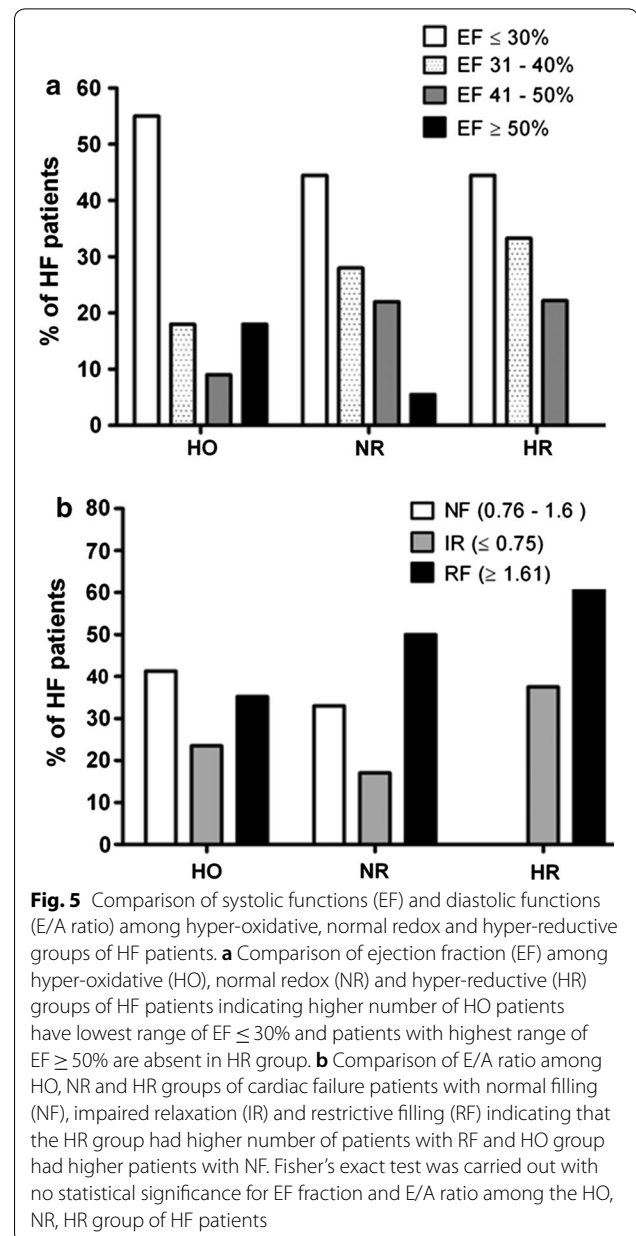 EF ≤ 30%
EF 31 - 40%
EF 41 - 50%
EF ≥ 50%
a
60
50
40
30
20
10
0
% of HF patients
HO NR HR
b
NF (0.76 - 1.6 )
IR (≤ 0.75)
RF (≥ 1.61)
80
70
60
50
40
30
20
10
0
% of HF patients
HO NR HR
Fig. 5 Comparison of systolic functions (EF) and diastolic functions
(E/A ratio) among hyper-oxidative, normal redox and hyper-reductive
groups of HF patients. a Comparison of ejection fraction (EF) among
hyper-oxidative (HO), normal redox (NR) and hyper-reductive (HR)
groups of HF patients indicating higher number of HO patients
have lowest range of EF ≤ 30% and patients with highest range of
EF ≥ 50% are absent in HR group. b Comparison of E/A ratio among
HO, NR and HR groups of cardiac failure patients with normal filling
(NF), impaired relaxation (IR) and restrictive filling (RF) indicating that
the HR group had higher number of patients with RF and HO group
had higher patients with NF. Fisher's exact test was carried out with
no statistical significance for EF fraction and E/A ratio among the HO,
NR, HR group of HF patients